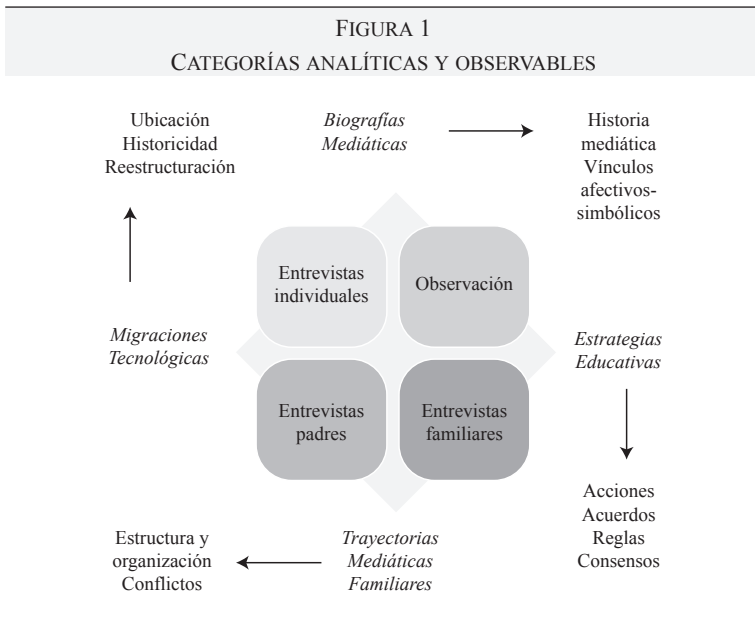 FIGURA 1
CATEGORÍAS ANALÍTICAS Y OBSERVABLES
Ubicación
Historicidad
Reestructuración
Biografías
Mediáticas
Historia
mediática
Vínculos
afectivos-
simbólicos
Entrevistas
individuales
Observación
Migraciones
Tecnológicas
Estrategias
Educativas
Entrevistas
padres
Entrevistas
familiares
Acciones
Acuerdos
Reglas
Consensos
Estructura y
organización
Conflictos
Trayectorias
Mediáticas
Familiares